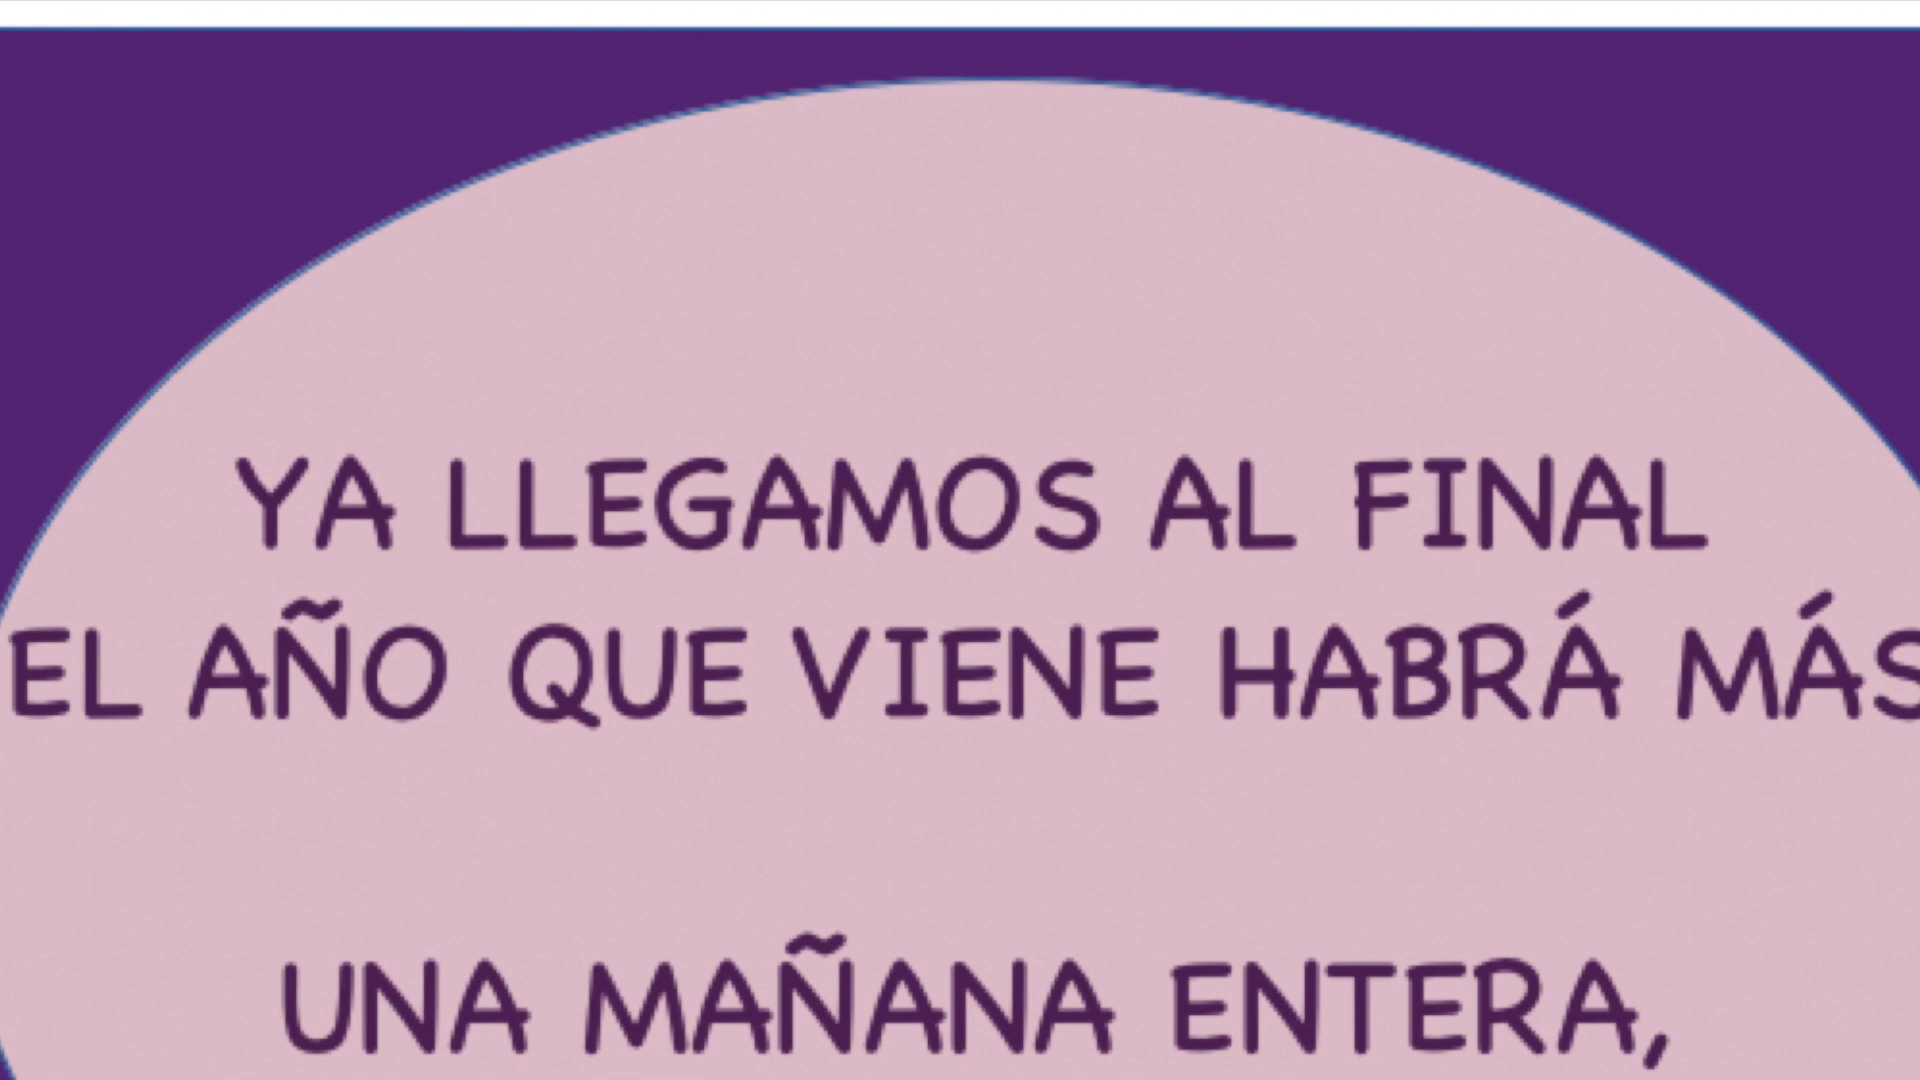 YA LLEGAMOS AL FINAL
EL AÑO QUE VIENE HABRÁ MÁS
UNA MAÑANA ENTERA,